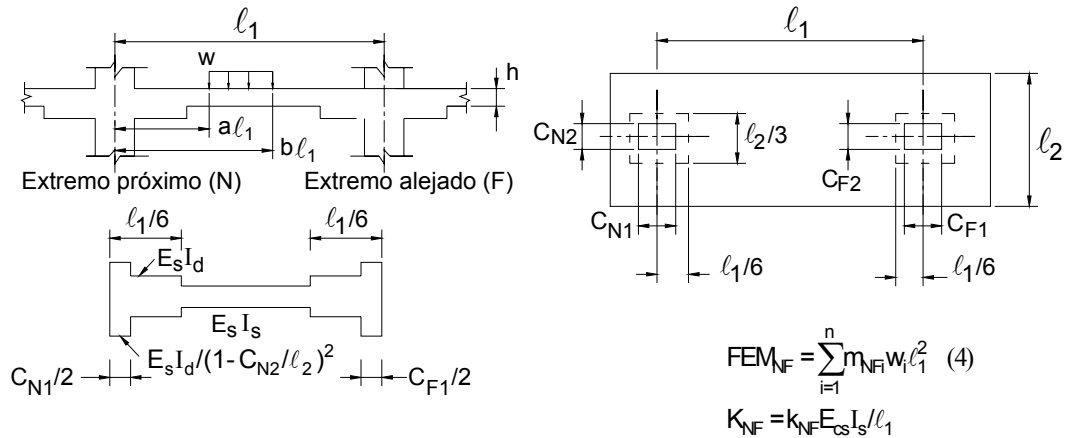 ℓ1
w
h
aℓ1
bℓ1
Extremo próximo (N)
Extremo alejado (F)
ℓ1/6
ℓ1/6
EsId
EsIs
EsId/(1-CN2/ℓ2)²
CN1/2
CF1/2
ℓ1
CN2
ℓ2/3
CF2
ℓ2
CN1
CF1
ℓ1/6
ℓ1/6
FEMNF = n∑i=1 mNFi wi ℓ1² (4)
KNF = kNF Ecs Is/ℓ1